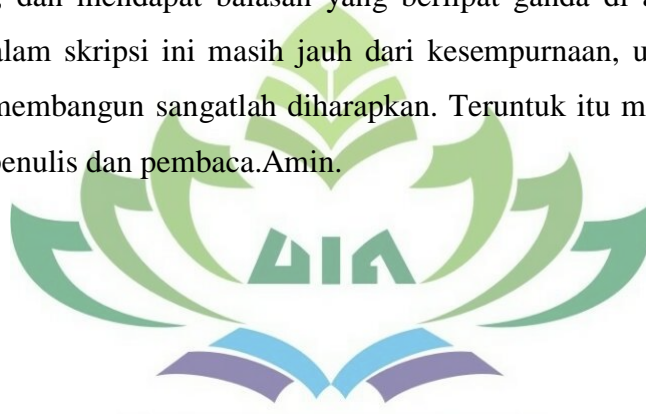 dan mendapat balasan yang berlipat ganda di
alam skripsi ini masih jauh dari kesempurnaan, u
membangun sangatlah diharapkan. Teruntuk itu m
penulis dan pembaca.Amin.
UIN